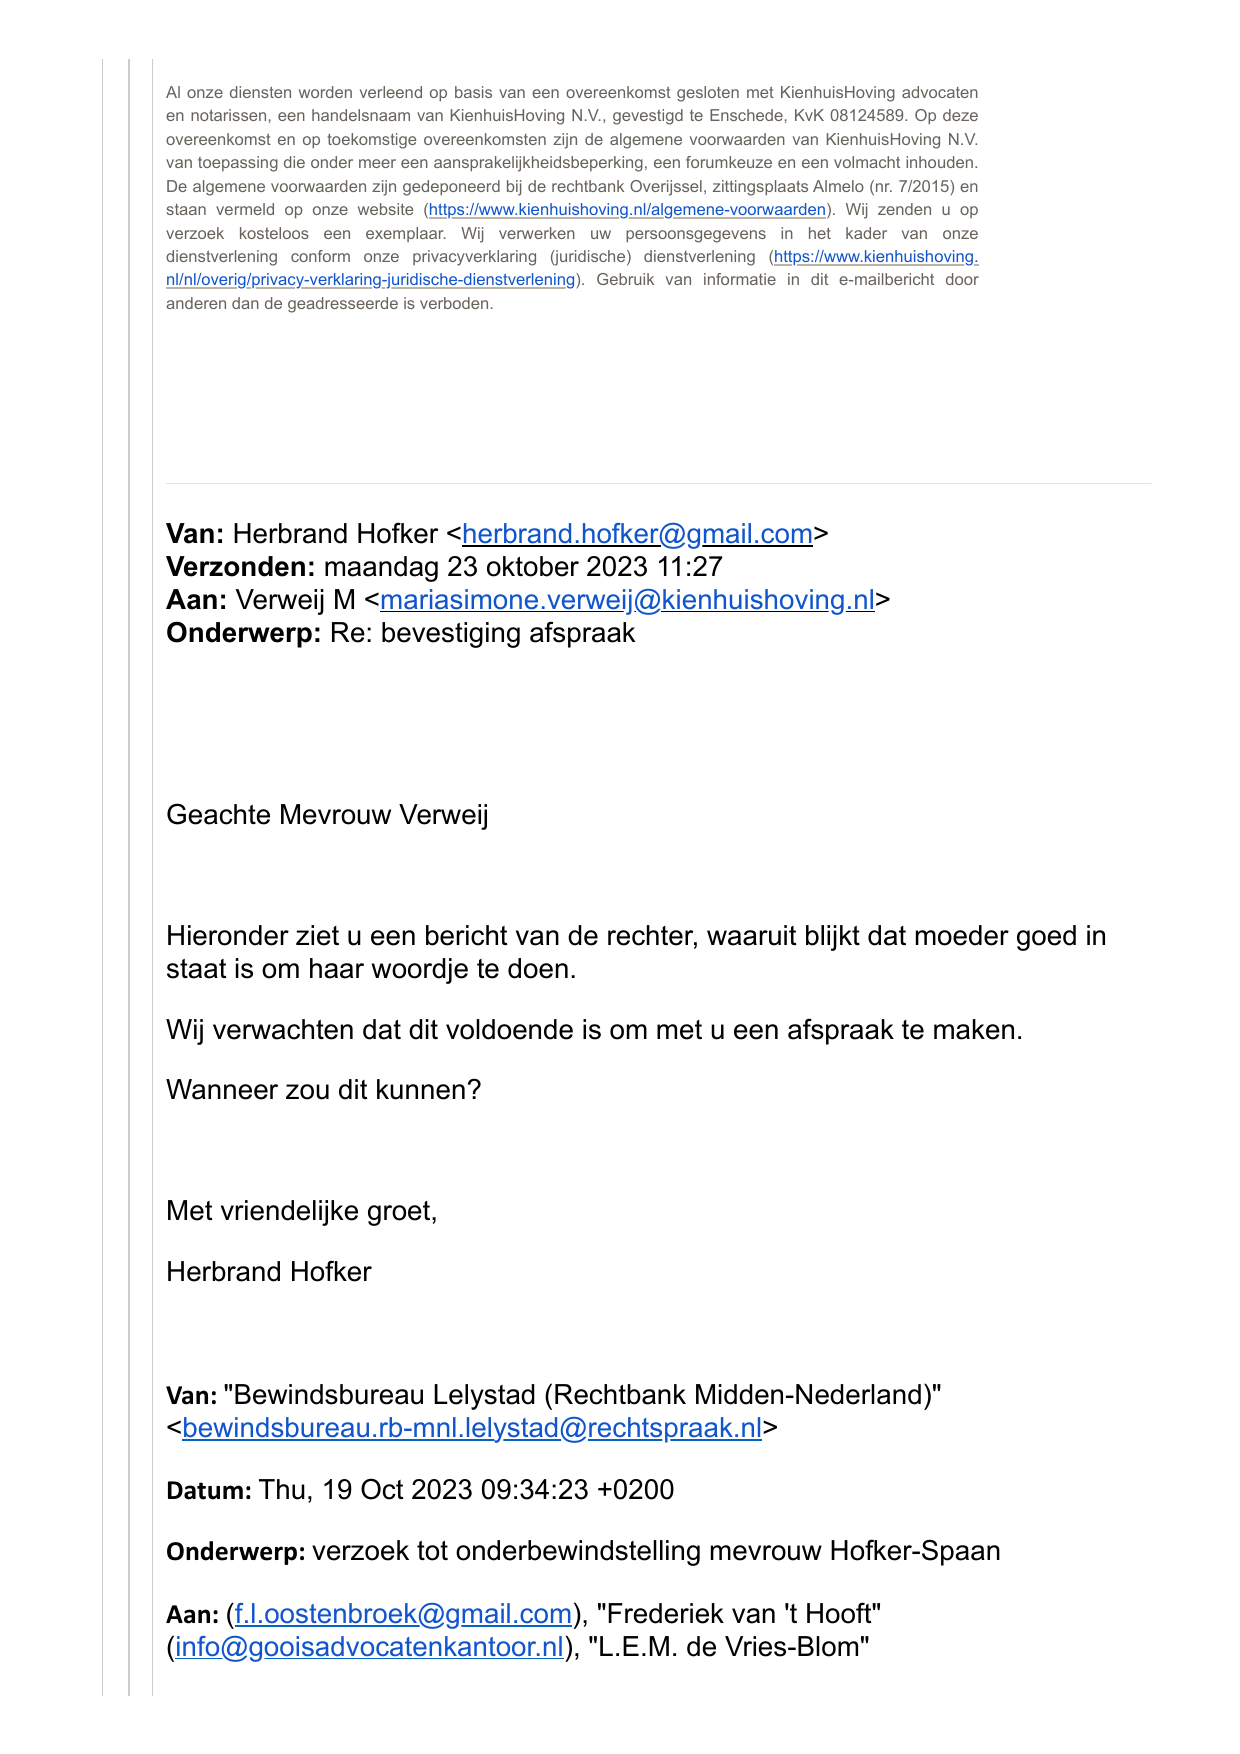 Al onze diensten worden verleend op basis van een overeenkomst gesloten met KienhuisHoving advocaten
en notarissen, een handelsnaam van KienhuisHoving N.V., gevestigd te Enschede, KvK 08124589. Op deze
overeenkomst en op toekomstige overeenkomsten zijn de algemene voorwaarden van KienhuisHoving N.V.
van toepassing die onder meer een aansprakelijkheidsbeperking, een forumkeuze en een volmacht inhouden.
De algemene voorwaarden zijn gedeponeerd bij de rechtbank Overijssel, zittingsplaats Almelo (nr. 7/2015) en
staan vermeld op onze website (https://www.kienhuishoving.nl/algemene-voorwaarden). Wij zenden u op
verzoek kosteloos een exemplaar. Wij verwerken uw persoonsgegevens in het kader van onze
dienstverlening conform onze privacyverklaring (juridische) dienstverlening (https://www.kienhuishoving.
nl/nl/overig/privacy-verklaring-juridische-dienstverlening). Gebruik van informatie in dit e-mailbericht door
anderen dan de geadresseerde is verboden.
Van: Herbrand Hofker <herbrand.hofker@gmail.com>
Verzonden: maandag 23 oktober 2023 11:27
Aan: Verweij M <mariasimone.verweij@kienhuishoving.nl>
Onderwerp: Re: bevestiging afspraak
Geachte Mevrouw Verweij
Hieronder ziet u een bericht van de rechter, waaruit blijkt dat moeder goed in
staat is om haar woordje te doen.
Wij verwachten dat dit voldoende is om met u een afspraak te maken.
Wanneer zou dit kunnen?
Met vriendelijke groet,
Herbrand Hofker
Van: "Bewindsbureau Lelystad (Rechtbank Midden-Nederland)"
<bewindsbureau.rb-mnl.lelystad@rechtspraak.nl>
Datum: Thu, 19 Oct 2023 09:34:23 +0200
Onderwerp: verzoek tot onderbewindstelling mevrouw Hofker-Spaan
Aan: (f.l.oostenbroek@gmail.com), "Frederiek van 't Hooft"
(info@gooisadvocatenkantoor.nl), "L.E.M. de Vries-Blom"